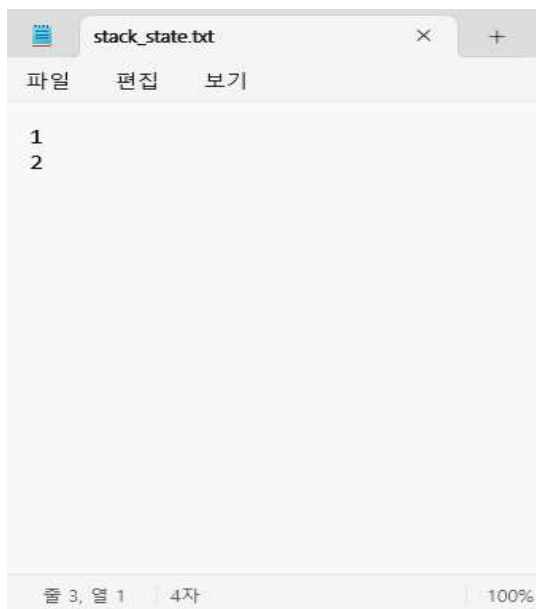 stack_state.txt × +
파일 편집 보기
1
2
줄 3, 열 1 4자 100%